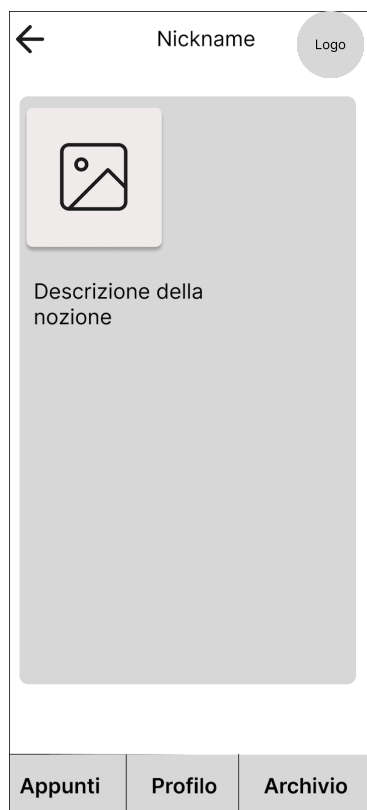 Nickname
Logo
Descrizione della
nozione
Appunti
Profilo
Archivio